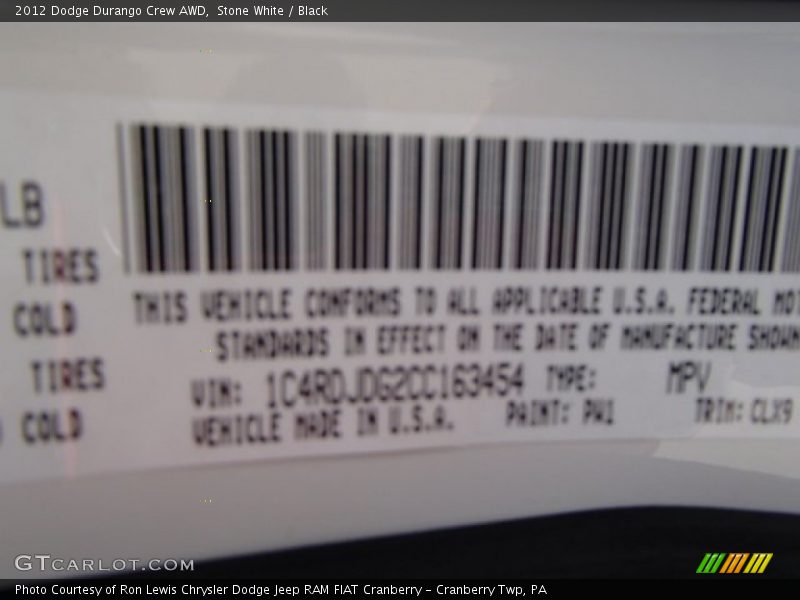 2012 Dodge Durango Crew AWD, Stone White / Black
LB
TIRES
COLD
TIRES
COLD
THIS VEHICLE CONFORMS TO ALL APPLICABLE U.S.A. FEDERAL MOT
STANDARDS IN EFFECT ON THE DATE OF MANUFACTURE SHOWN
VIN: 1C4RDJDG2CC163454 TYPE: MPV
VEHICLE MADE IN U.S.A. PAINT: PW1 TRIM: CLX9
GTCARLOT.COM
Photo Courtesy of Ron Lewis Chrysler Dodge Jeep RAM FIAT Cranberry – Cranberry Twp, PA